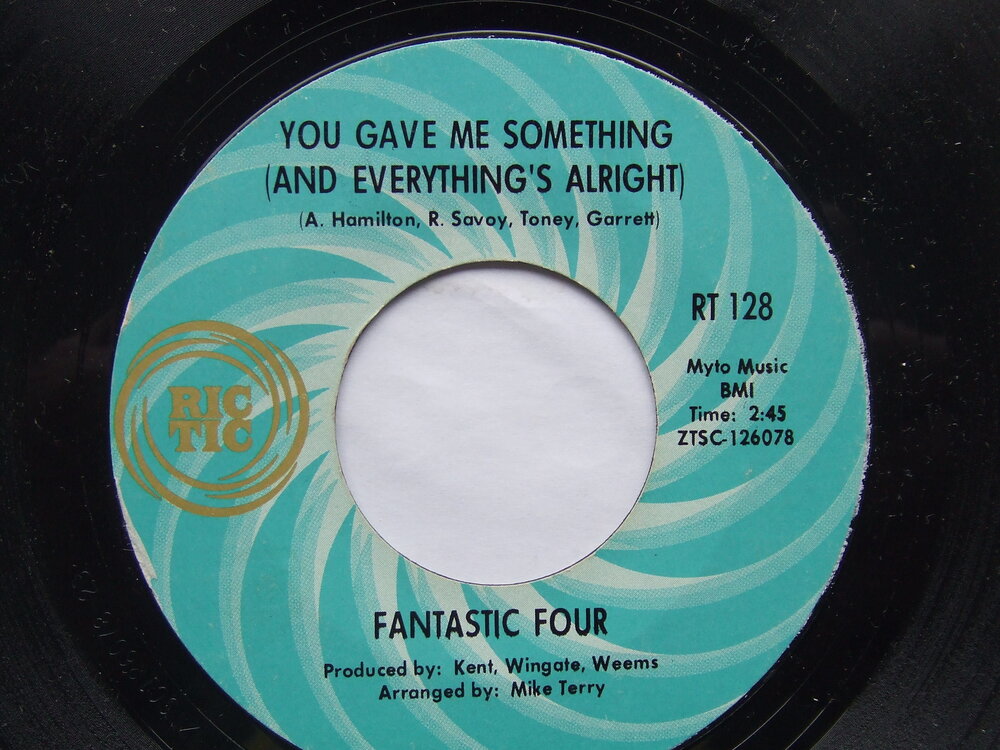 YOU GAVE ME SOMETHING
(AND EVERYTHING'S ALRIGHT)
(A. Hamilton, R. Savoy, Toney, Garrett)
RT 128
Myto Music
BMI
Time: 2:45
ZTSC-126078
RIC
TIC
FANTASTIC FOUR
Produced by: Kent, Wingate, Weems
Arranged by: Mike Terry